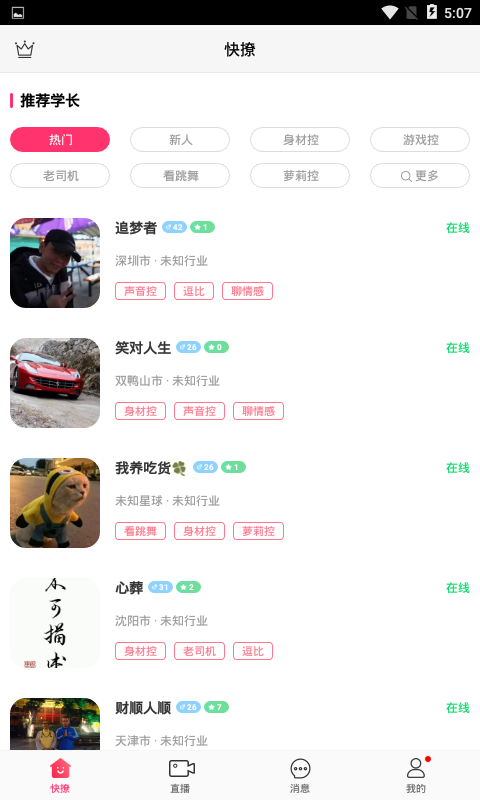 5:07
快撩
推荐学长
热门 新人 身材控 游戏控
老司机 看跳舞 萝莉控 更多
追梦者 42 1 在线
深圳市 · 未知行业
声音控 逗比 聊情感
笑对人生 26 0 在线
双鸭山市 · 未知行业
身材控 声音控 聊情感
我养吃货🍀 26 1 在线
未知星球 · 未知行业
看跳舞 身材控 萝莉控
心葬 31 2 在线
沈阳市 · 未知行业
身材控 老司机 逗比
不可描述
财顺人顺 26 7 在线
天津市 · 未知行业
快撩 直播 消息 我的